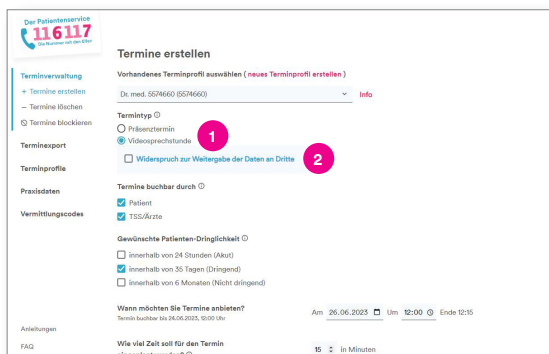 Der Patientenservice
116117
Die Nummer mit den Elfen
Terminverwaltung
+ Termine erstellen
– Termine löschen
Termine blockieren
Terminexport
Terminprofile
Praxisdaten
Vermittlungscodes
Anleitungen
FAQ
Termine erstellen
Vorhandenes Terminprofil auswählen ( neues Terminprofil erstellen )
Dr. med. 5574660 (5574660)
Info
Termintyp
Präsenztermin
Videosprechstunde
1
Widerspruch zur Weitergabe der Daten an Dritte
2
Termine buchbar durch
Patient
TSS/Ärzte
Gewünschte Patienten-Dringlichkeit
innerhalb von 24 Stunden (Akut)
innerhalb von 35 Tagen (Dringend)
innerhalb von 6 Monaten (Nicht dringend)
Wann möchten Sie Termine anbieten?
Termin buchbar bis 24.06.2023, 12:00 Uhr
Am 26.06.2023 Um 12:00 Ende 12:15
Wie viel Zeit soll für den Termin
15 in Minuten